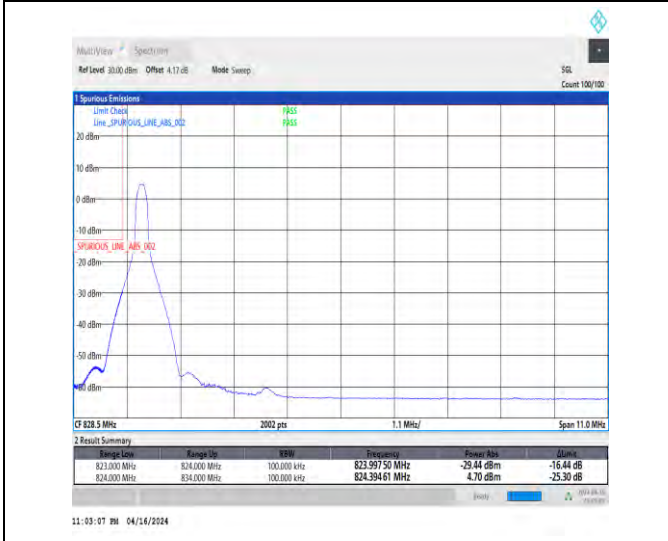 MultiView Spectrum
Ref Level 30.00 dBm Offset 4.17 dB Mode Sweep SGL
Count 100/100
1 Spurious Emissions
Limit Check PASS
Line _SPURIOUS_LINE_ABS_002 PASS
20 dBm
10 dBm
0 dBm
-10 dBm
_SPURIOUS_LINE_ABS_002
-20 dBm
-30 dBm
-40 dBm
-50 dBm
-60 dBm
CF 828.5 MHz 2002 pts 1.1 MHz/ Span 11.0 MHz
2 Result Summary
Range Low Range Up RBW Frequency Power Abs ΔLimit
823.000 MHz 824.000 MHz 100.000 kHz 823.99750 MHz -29.44 dBm -16.44 dB
824.000 MHz 834.000 MHz 100.000 kHz 824.39461 MHz 4.70 dBm -25.30 dB
11:03:07 PM 04/16/2024